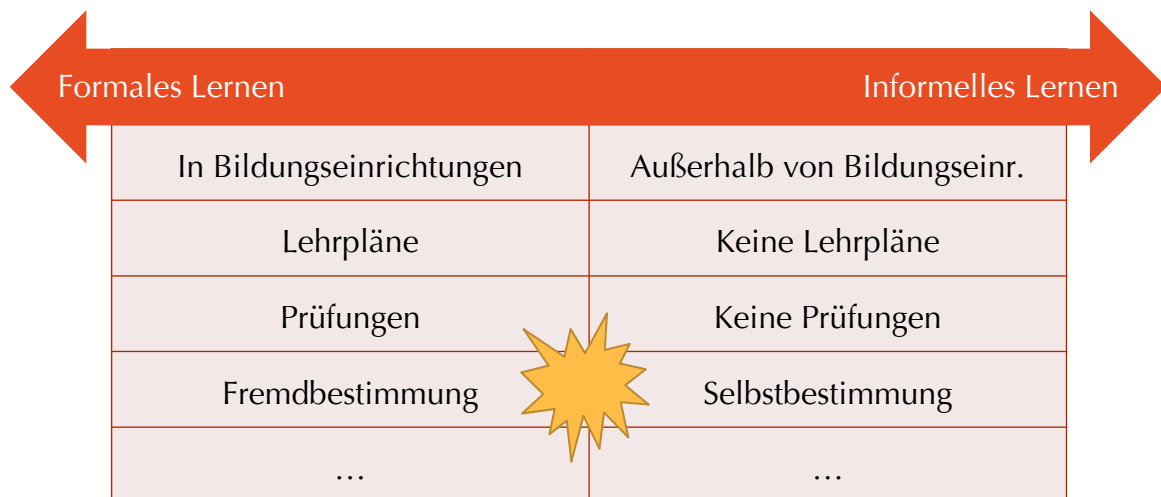 Formales Lernen Informelles Lernen
In Bildungseinrichtungen Außerhalb von Bildungseinr.
Lehrpläne Keine Lehrpläne
Prüfungen Keine Prüfungen
Fremdbestimmung Selbstbestimmung
… …